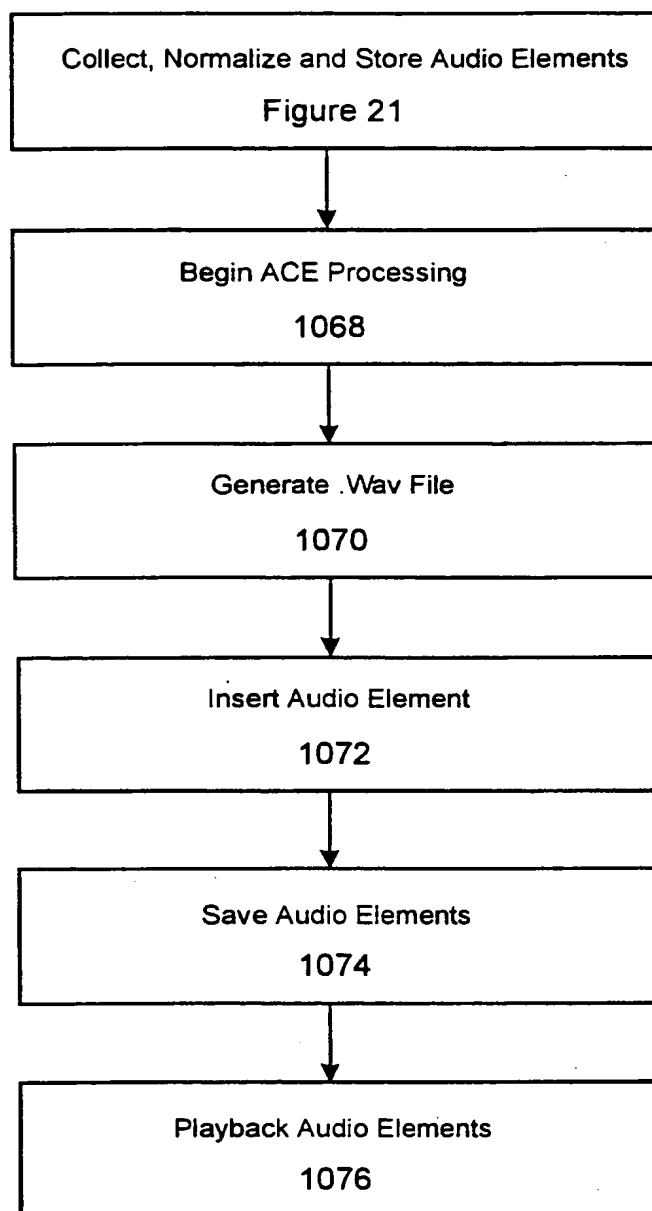 Collect, Normalize and Store Audio Elements
Figure 21
Begin ACE Processing
1068
Generate .Wav File
1070
Insert Audio Element
1072
Save Audio Elements
1074
Playback Audio Elements
1076